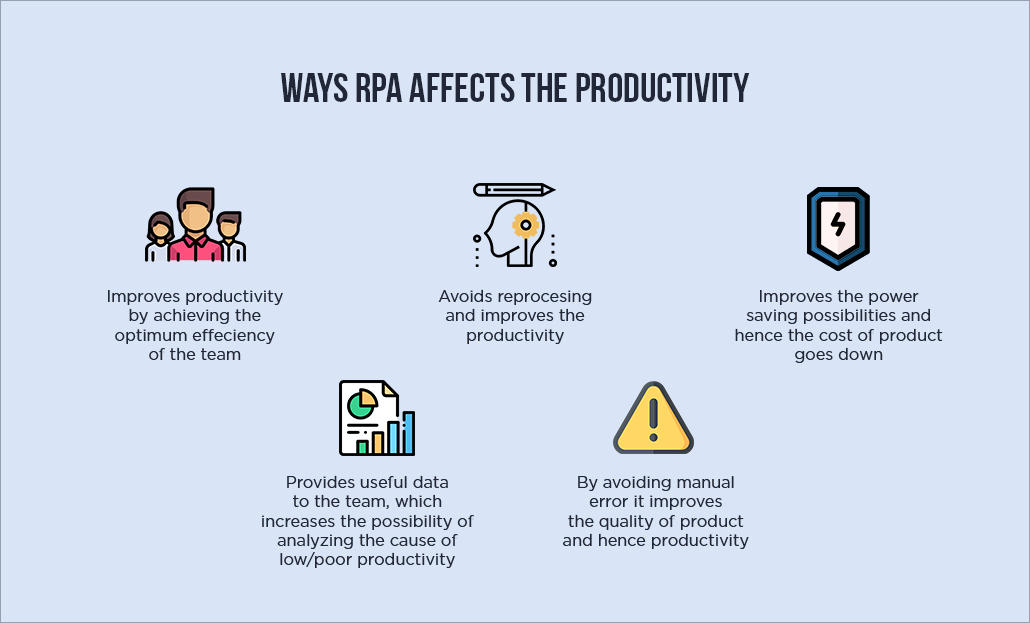 WAYS RPA AFFECTS THE PRODUCTIVITY
Improves productivity
by achieving the
optimum effeciency
of the team
Avoids reprocesing
and improves the
productivity
Improves the power
saving possibilities and
hence the cost of product
goes down
Provides useful data
to the team, which
increases the possibility of
analyzing the cause of
low/poor productivity
By avoiding manual
error it improves
the quality of product
and hence productivity